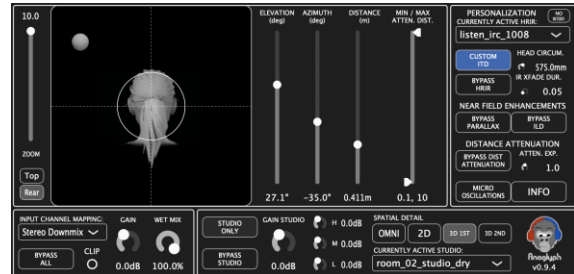 10.0
ZOOM
Top
Rear
ELEVATION (deg)
AZIMUTH (deg)
DISTANCE (m)
MIN / MAX ATTEN. DIST.
27.1°
-35.0°
0.411m
0.1, 10
PERSONALIZATION
CURRENTLY ACTIVE HRIR:
listen_irc_1008
CUSTOM ITD
HEAD CIRCUM.
575.0mm
BYPASS HRIR
IR XFADE DUR.
0.05
NEAR FIELD ENHANCEMENTS
BYPASS PARALLAX
BYPASS ILD
DISTANCE ATTENUATION
BYPASS DIST ATTENUATION
ATTEN. EXP.
1.0
MICRO OSCILLATIONS
INFO
INPUT CHANNEL MAPPING:
Stereo Downmix
BYPASS ALL
CLIP
GAIN
0.0dB
WET MIX
100.0%
STUDIO ONLY
BYPASS STUDIO
GAIN STUDIO
0.0dB
H 0.0dB
M 0.0dB
L 0.0dB
SPATIAL DETAIL
OMNI
2D
3D 1ST
3D 2ND
CURRENTLY ACTIVE STUDIO:
room_02_studio_dry
Anaglyph
v0.9.4